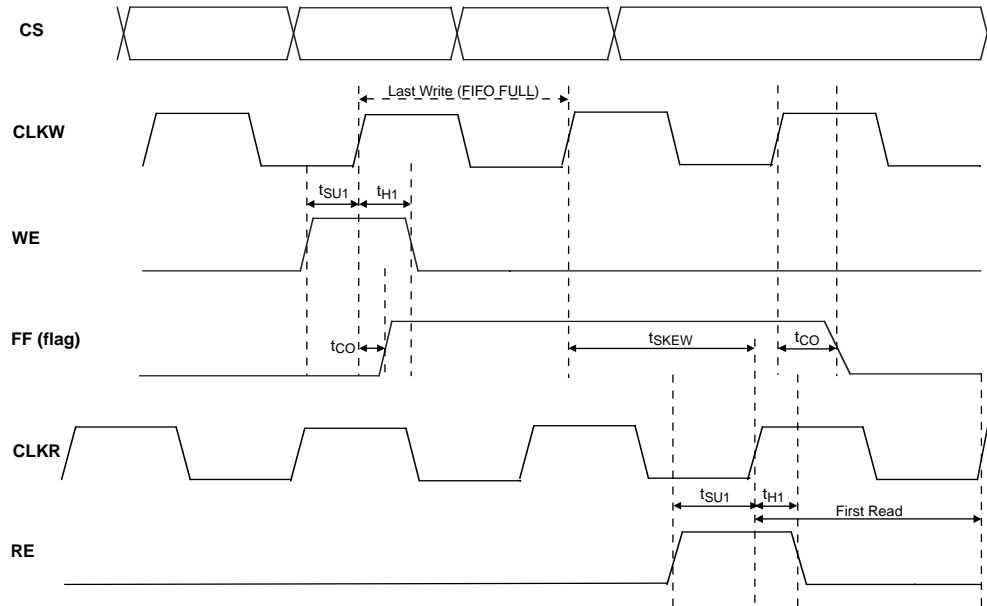 CS
Last Write (FIFO FULL)
CLKW
tSU1 tH1
WE
FF (flag)
tCO tSKEW tCO
CLKR
tSU1 tH1
First Read
RE